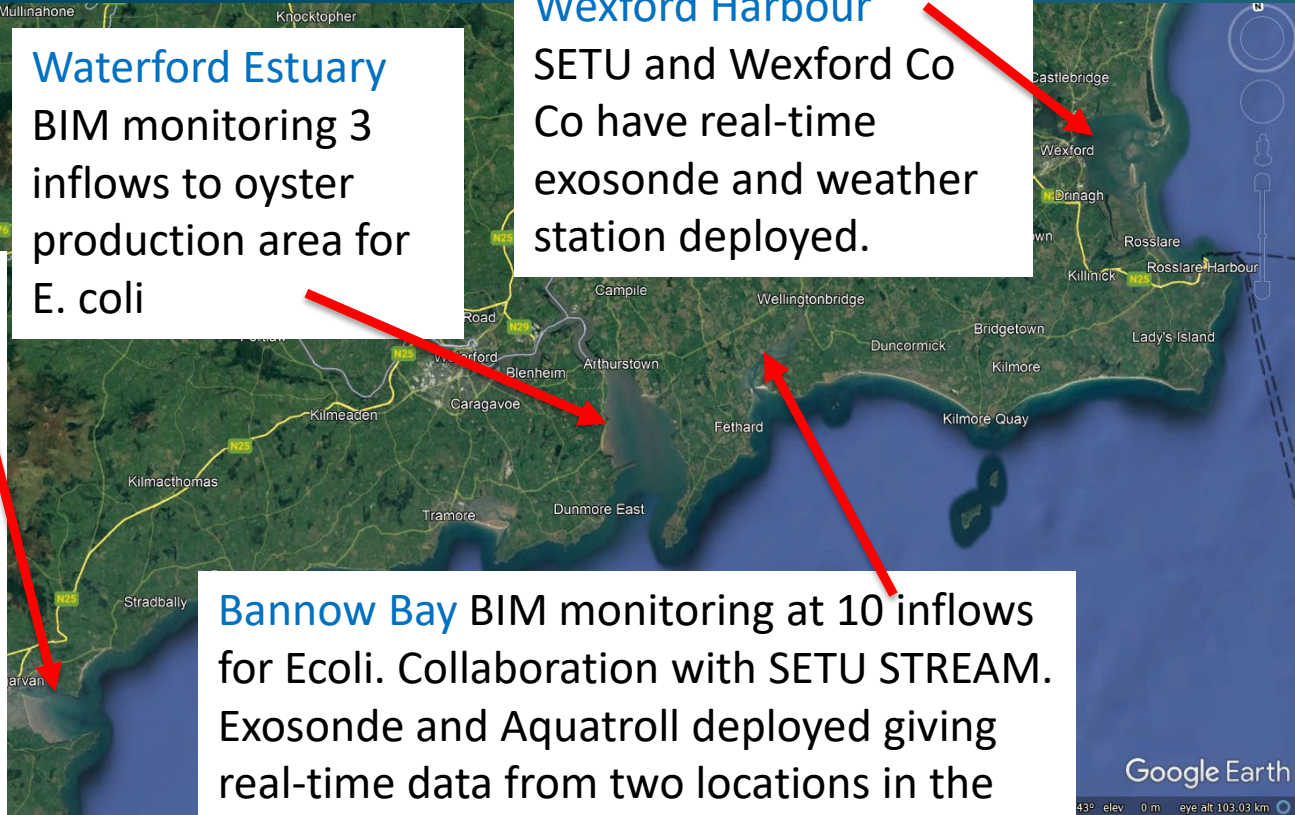 Mullinahone
Knocktopher
Waterford Estuary
BIM monitoring 3
inflows to oyster
production area for
E. coli
Wexford Harbour
SETU and Wexford Co
Co have real-time
exosonde and weather
station deployed.
N
Castlebridge
Wexford
Drinagh
Rosslare
Rosslare Harbour
Killinick
N25
Lady's Island
N25
Campile
Wellingtonbridge
Bridgetown
Duncormick
Kilmore
Road
N29
N25
Waterford
Blenheim
Arthurstown
Caragavoe
Kilmeaden
Fethard
Kilmore Quay
N25
Kilmacthomas
Tramore
Dunmore East
N25
Stradbally
arvan
Bannow Bay BIM monitoring at 10 inflows
for Ecoli. Collaboration with SETU STREAM.
Exosonde and Aquatroll deployed giving
real-time data from two locations in the
Google Earth
43° elev 0 m eye alt 103.03 km